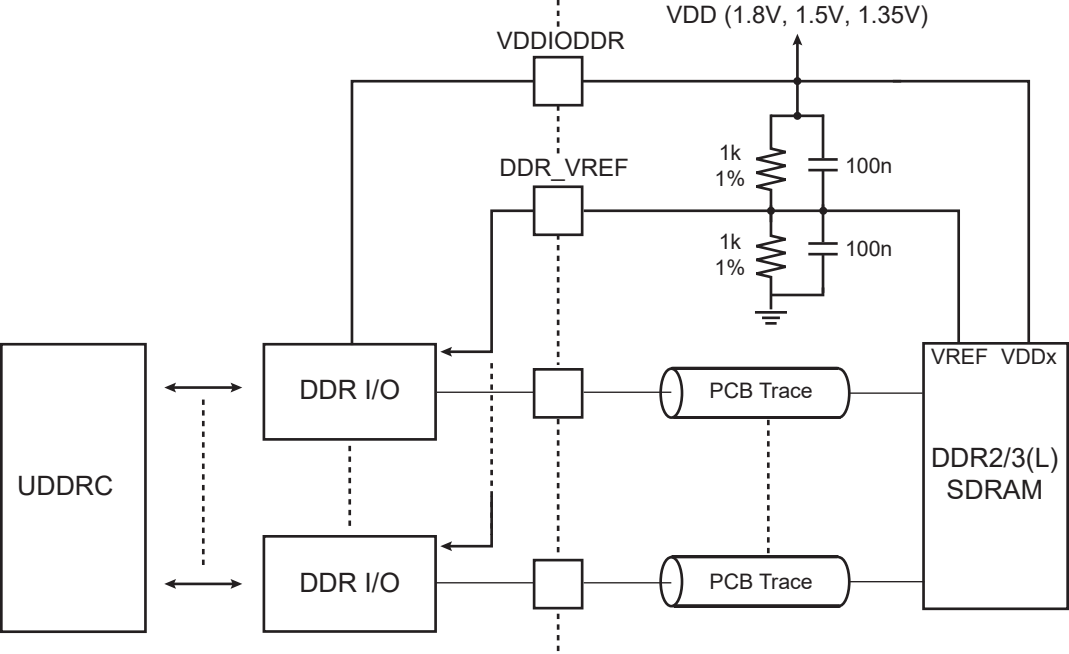 VDD (1.8V, 1.5V, 1.35V)
VDDIODDR
1k
1%
100n
DDR_VREF
1k
1%
100n
VREF VDDx
DDR I/O
PCB Trace
UDDRC
DDR2/3(L)
SDRAM
DDR I/O
PCB Trace